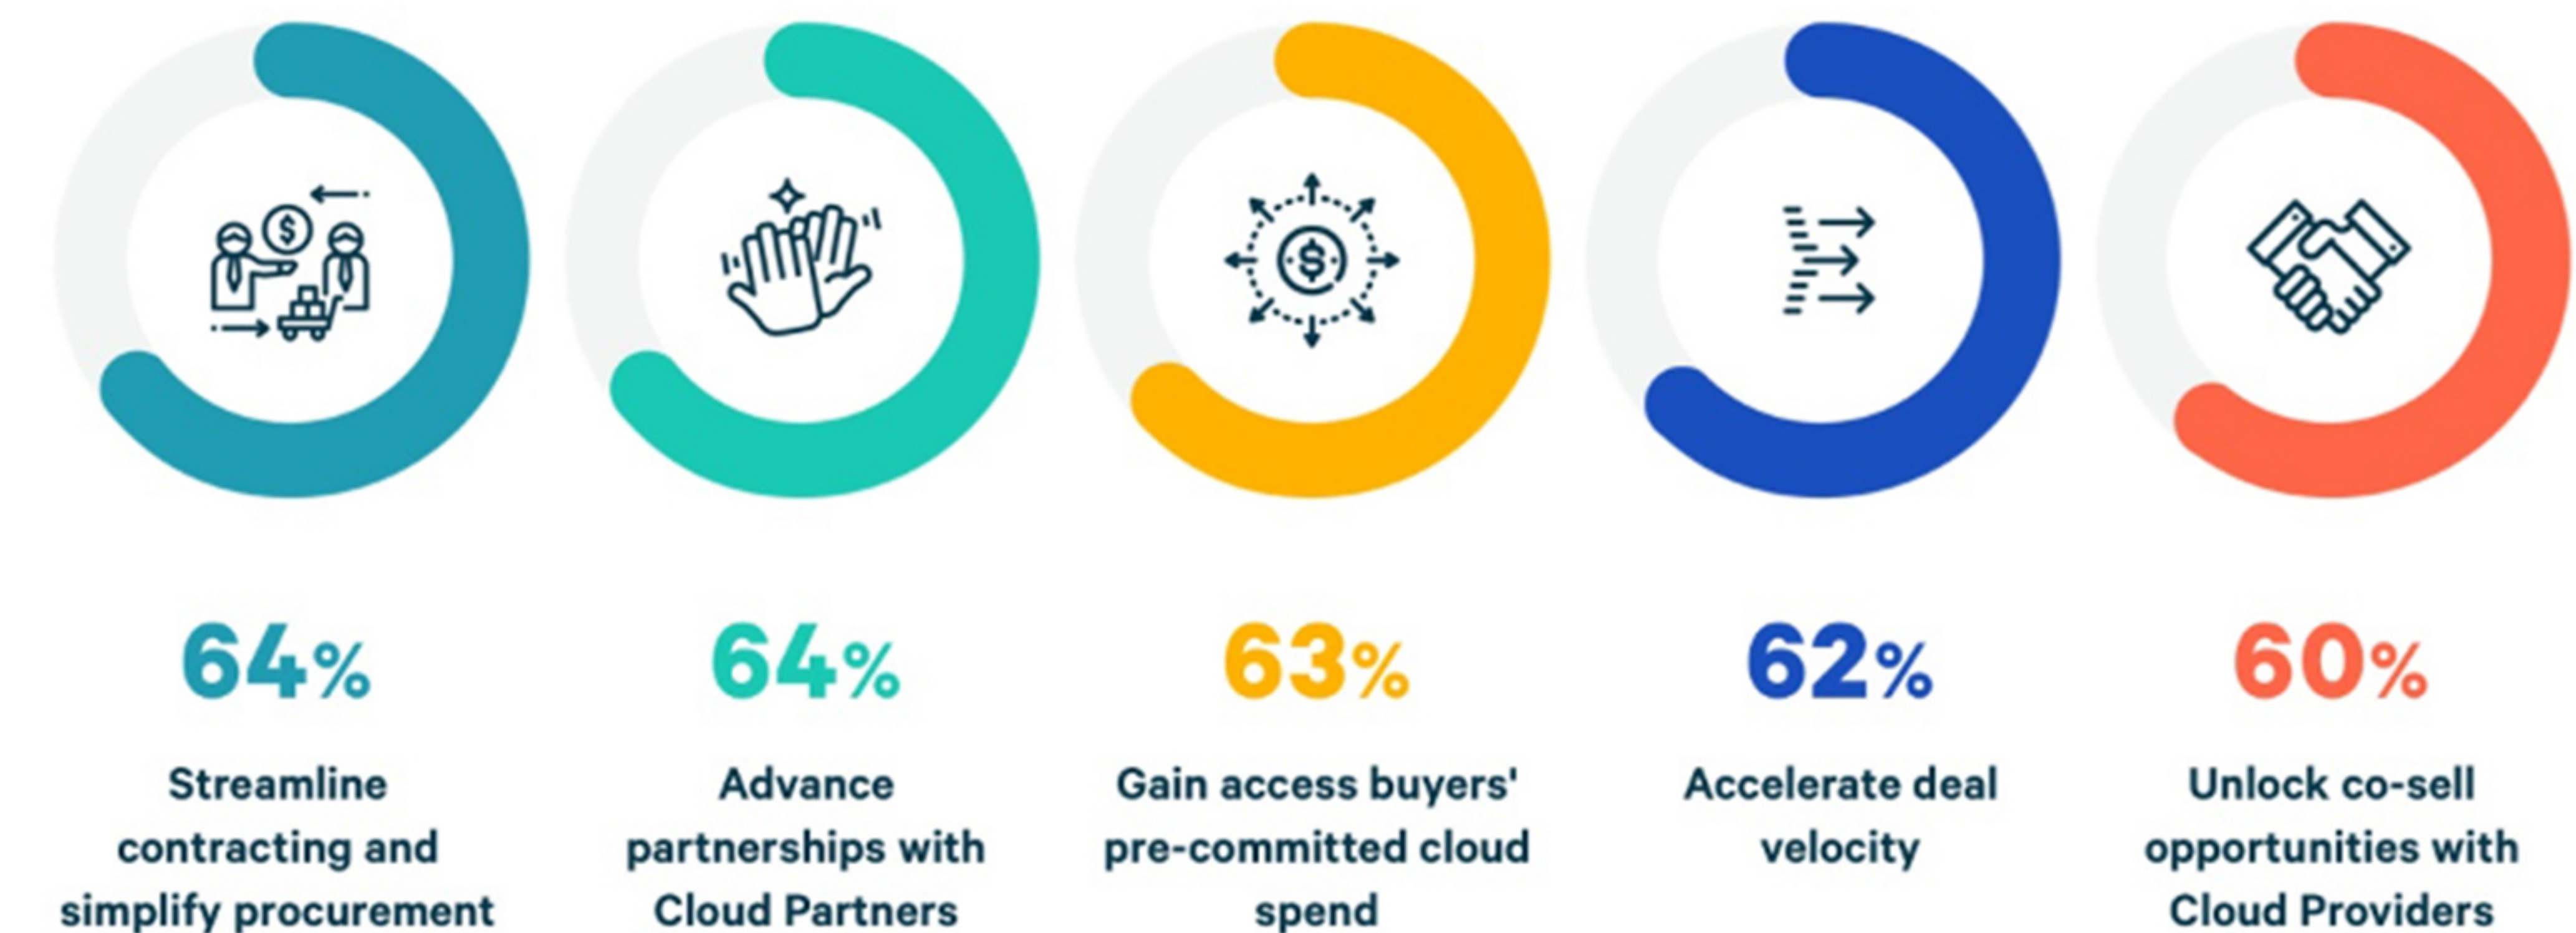 64%
Streamline
contracting and
simplify procurement
64%
Advance
partnerships with
Cloud Partners
63%
Gain access buyers'
pre-committed cloud
spend
62%
Accelerate deal
velocity
60%
Unlock co-sell
opportunities with
Cloud Providers